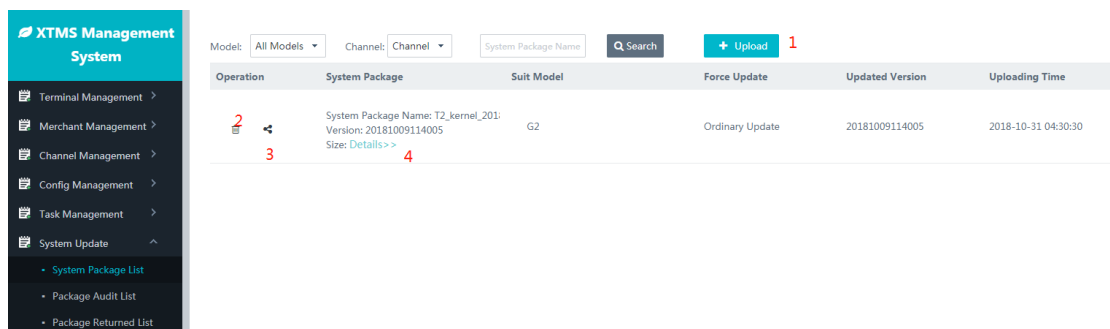 XTMS Management
System
Model: All Models Channel: Channel System Package Name Search + Upload 1
Operation System Package Suit Model Force Update Updated Version Uploading Time
Terminal Management
Merchant Management
Channel Management
Config Management
Task Management
System Update
System Package List
Package Audit List
Package Returned List
2
3
System Package Name: T2_kernel_201
Version: 20181009114005
Size: Details>>
4
G2
Ordinary Update
20181009114005
2018-10-31 04:30:30